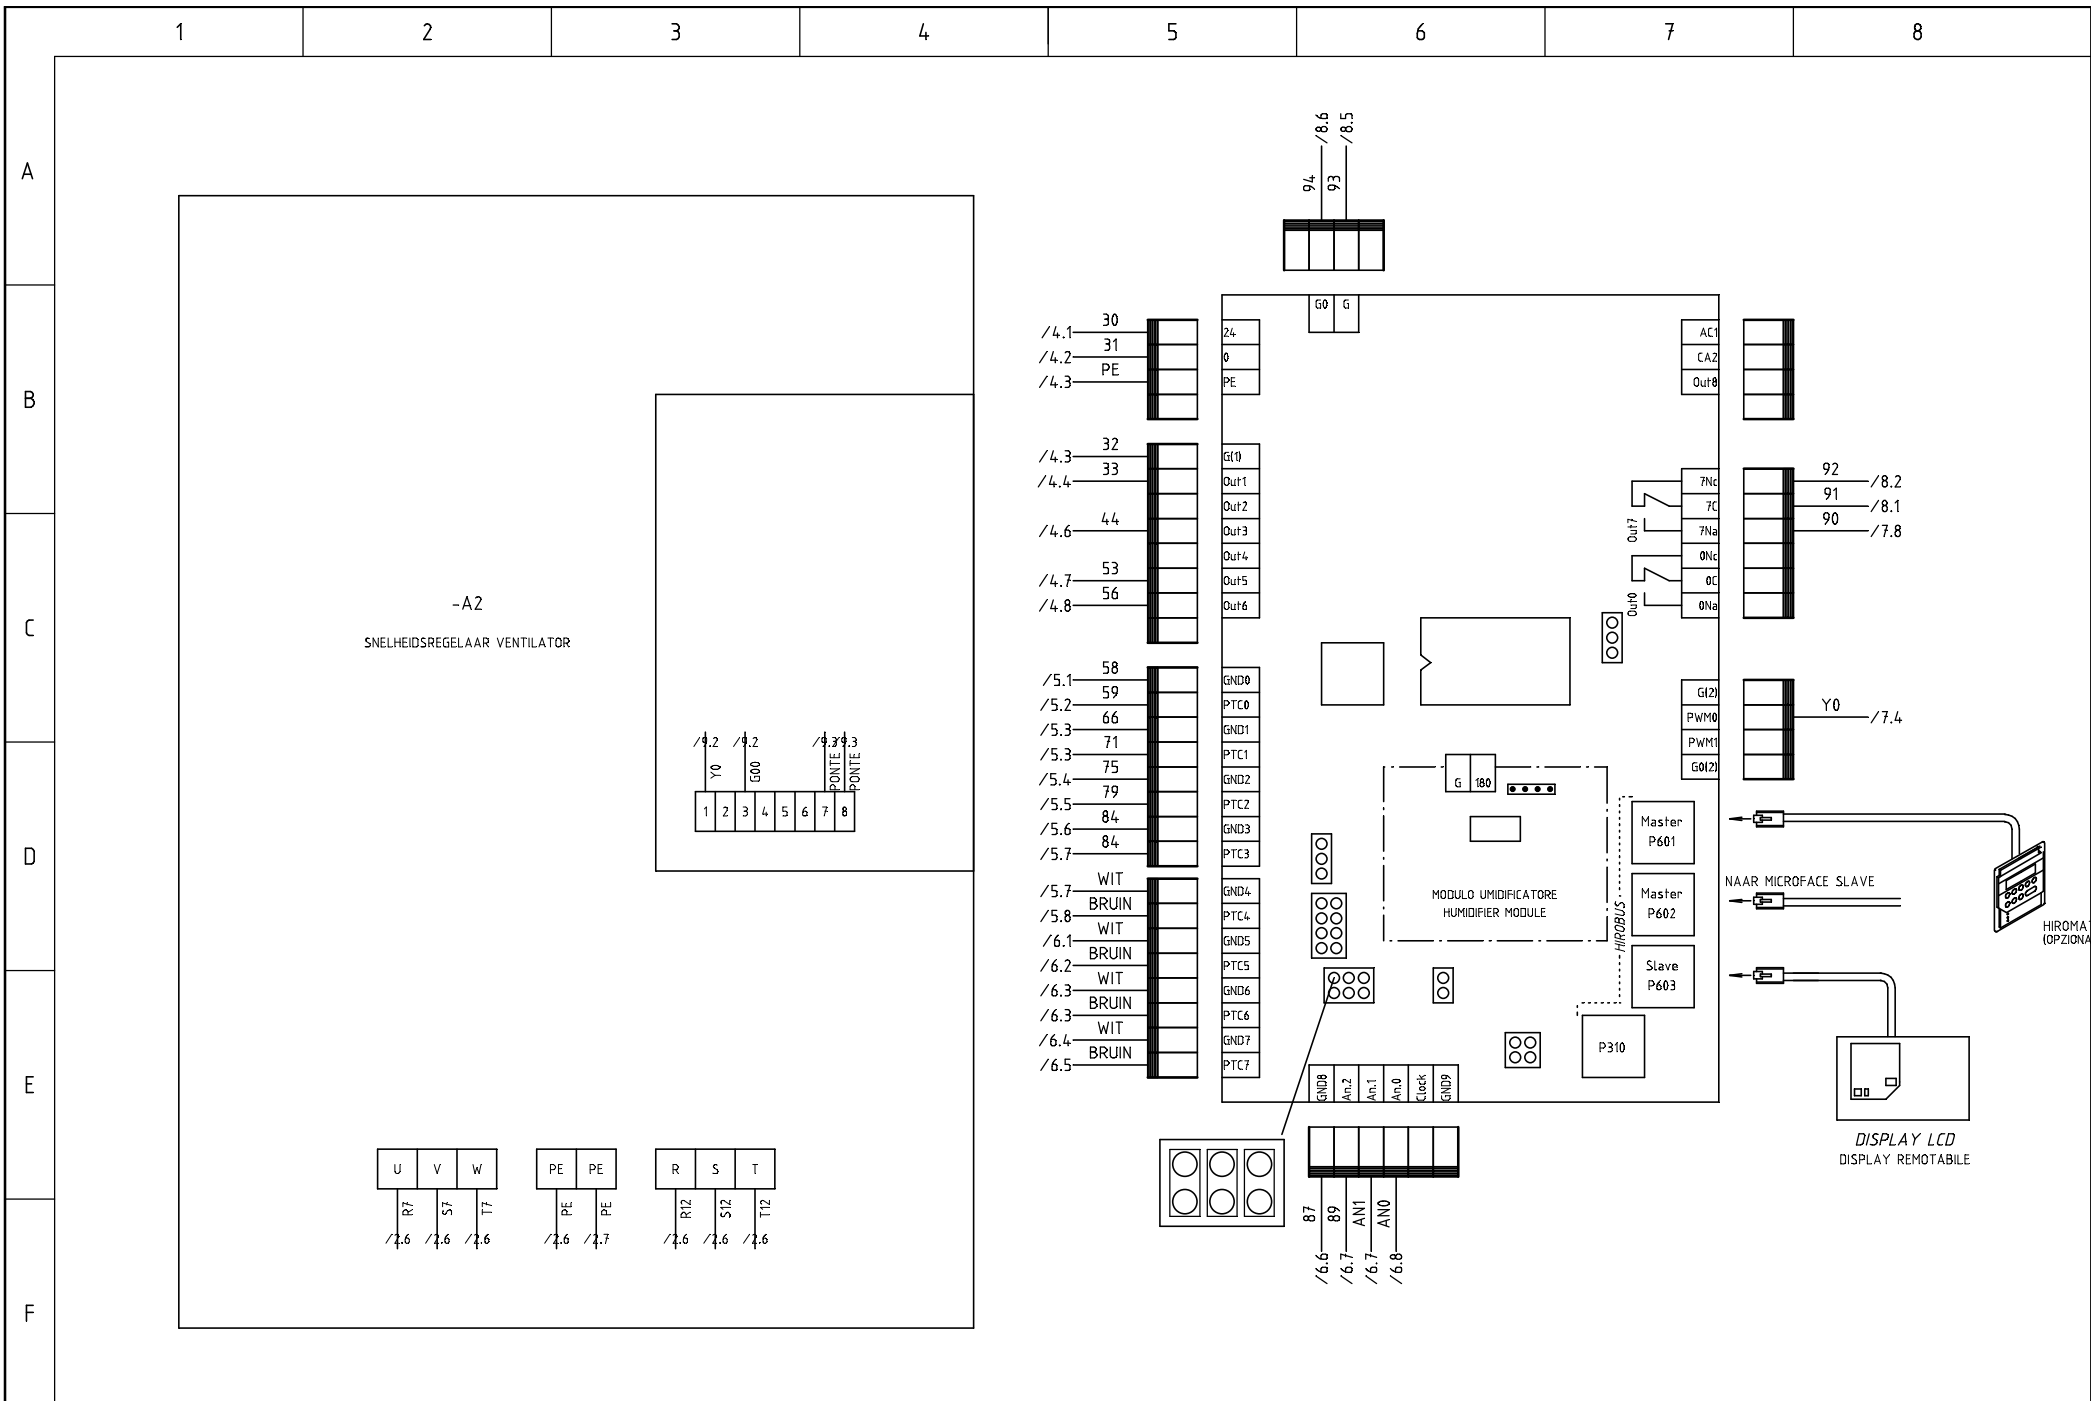 1 2 3 4 5 6 7 8
A
B
C
D
E
F
/8.6
/8.5
94
93
G0 G
-A2
SNELHEIDSREGELAAR VENTILATOR
/9.2 /9.2 /9.3 /9.3
Y0 G00 PONTE PONTE
1 2 3 4 5 6 7 8
U V W PE PE R S T
R7 S7 T7 PE PE R12 S12 T12
/2.6 /2.6 /2.6 /2.6 /2.7 /2.6 /2.6 /2.6
/4.1 30 24
/4.2 31 0
/4.3 PE PE
/4.3 32 G(1)
/4.4 33 Out1
Out2
/4.6 44 Out3
Out4
/4.7 53 Out5
/4.8 56 Out6
/5.1 58 GND0
/5.2 59 PTC0
/5.3 66 GND1
/5.3 71 PTC1
/5.4 75 GND2
/5.5 79 PTC2
/5.6 84 GND3
/5.7 84 PTC3
/5.7 WIT GND4
/5.8 BRUIN PTC4
/6.1 WIT GND5
/6.2 BRUIN PTC5
/6.3 WIT GND6
/6.3 BRUIN PTC6
/6.4 WIT GND7
/6.5 BRUIN PTC7
AC1
CA2
Out8
7Nc 92 /8.2
7C 91 /8.1
7Na 90 /7.8
Out7
0Nc
0C
0Na
Out0
G(2)
PWM0 Y0 /7.4
PWM1
G0(2)
G 180
MODULO UMIDIFICATORE
HUMIDIFIER MODULE
HIROBUS
Master
P601
Master
P602
Slave
P603
P310
NAAR MICROFACE SLAVE
HIROMA
(OPZIONA
DISPLAY LCD
DISPLAY REMOTABILE
GND8 An.2 An.1 An.0 Clock GND9
87 89 AN1 AN0
/6.6 /6.7 /6.7 /6.8